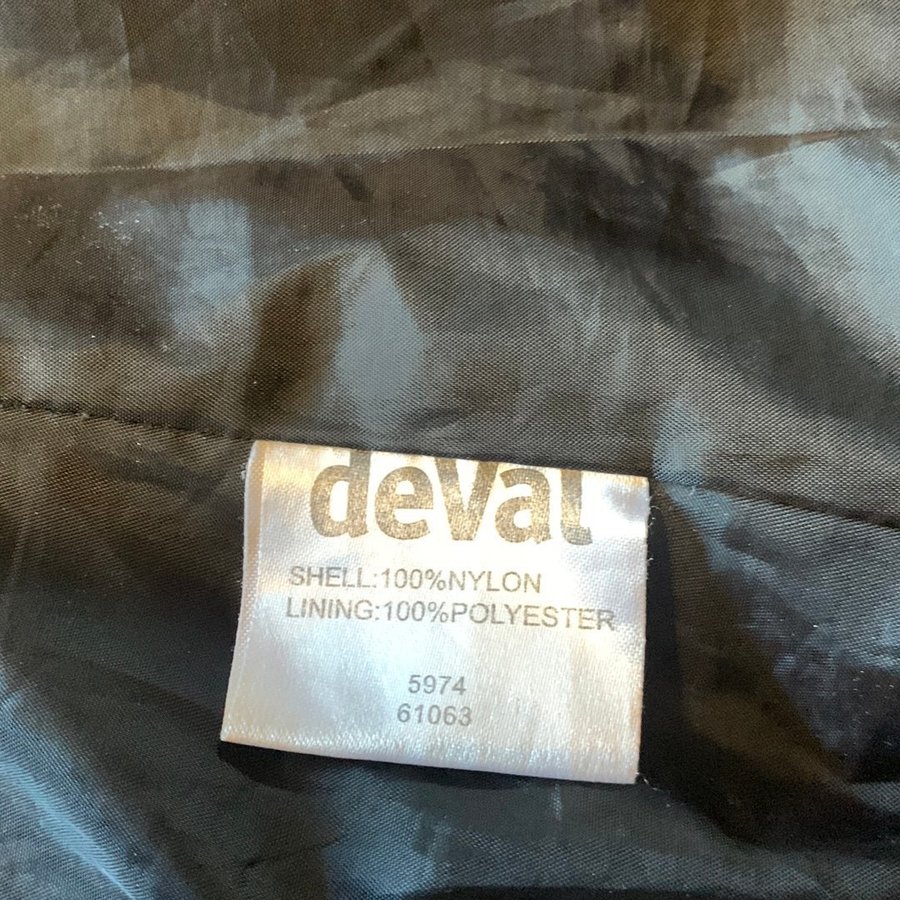 deval
SHELL:100%NYLON
LINING:100%POLYESTER
5974
61063